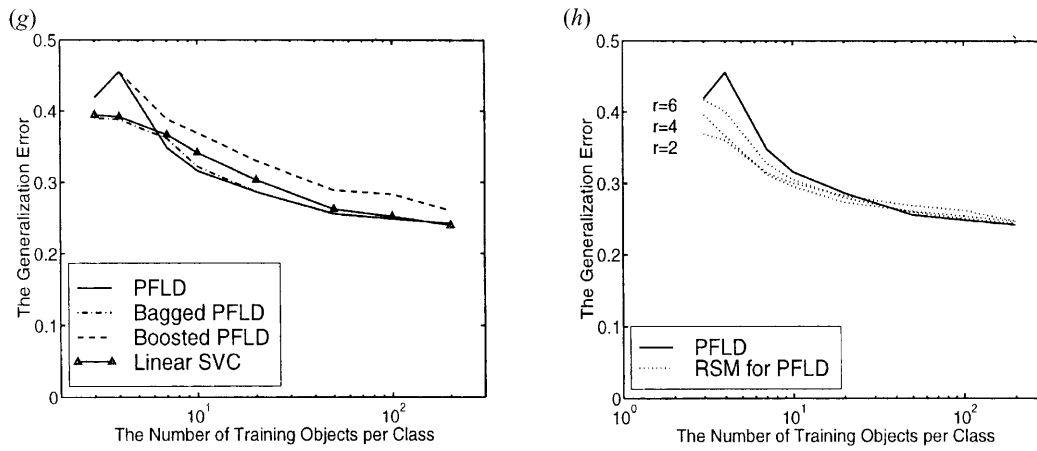 (g)
0.5
0.4
0.3
0.2
0.1
0
The Generalization Error
PFLD
Bagged PFLD
Boosted PFLD
Linear SVC
10¹
10²
The Number of Training Objects per Class
(h)
0.5
0.4
0.3
0.2
0.1
0
The Generalization Error
r=6
r=4
r=2
PFLD
RSM for PFLD
10⁰
10¹
10²
The Number of Training Objects per Class